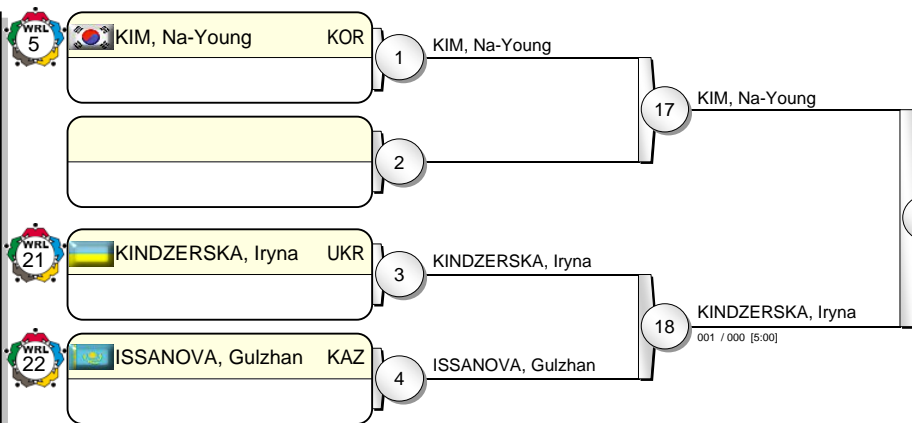 WRL
5
KIM, Na-Young KOR
1
KIM, Na-Young
17
KIM, Na-Young
2
WRL
21
KINDZERSKA, Iryna UKR
3
KINDZERSKA, Iryna
18
KINDZERSKA, Iryna
001 / 000 [5:00]
WRL
22
ISSANOVA, Gulzhan KAZ
4
ISSANOVA, Gulzhan